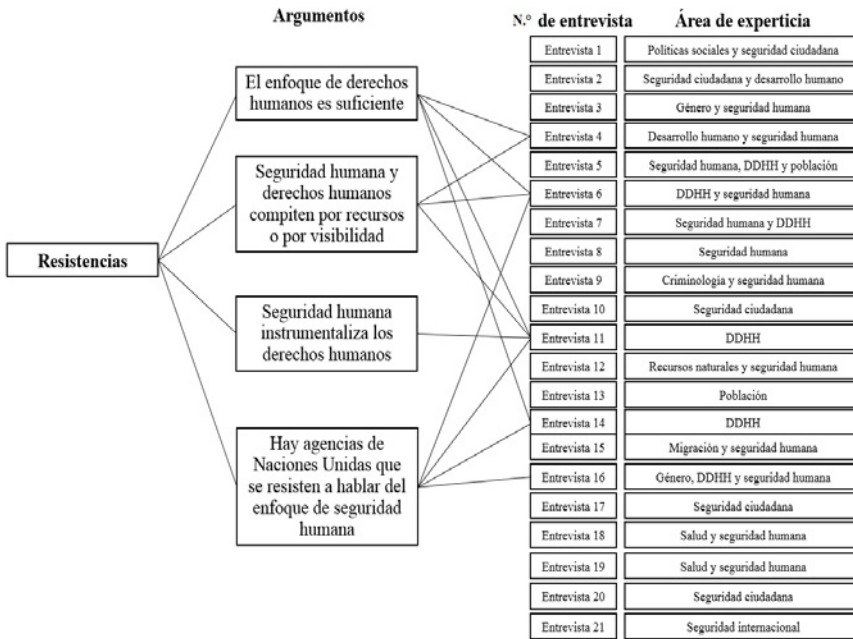 Argumentos
N.° de entrevista
Área de experticia
Resistencias
El enfoque de derechos
humanos es suficiente
Seguridad humana y
derechos humanos
compiten por recursos
o por visibilidad
Seguridad humana
instrumentaliza los
derechos humanos
Hay agencias de
Naciones Unidas que
se resisten a hablar del
enfoque de seguridad
humana
Entrevista 1 Políticas sociales y seguridad ciudadana
Entrevista 2 Seguridad ciudadana y desarrollo humano
Entrevista 3 Género y seguridad humana
Entrevista 4 Desarrollo humano y seguridad humana
Entrevista 5 Seguridad humana, DDHH y población
Entrevista 6 DDHH y seguridad humana
Entrevista 7 Seguridad humana y DDHH
Entrevista 8 Seguridad humana
Entrevista 9 Criminología y seguridad humana
Entrevista 10 Seguridad ciudadana
Entrevista 11 DDHH
Entrevista 12 Recursos naturales y seguridad humana
Entrevista 13 Población
Entrevista 14 DDHH
Entrevista 15 Migración y seguridad humana
Entrevista 16 Género, DDHH y seguridad humana
Entrevista 17 Seguridad ciudadana
Entrevista 18 Salud y seguridad humana
Entrevista 19 Salud y seguridad humana
Entrevista 20 Seguridad ciudadana
Entrevista 21 Seguridad internacional